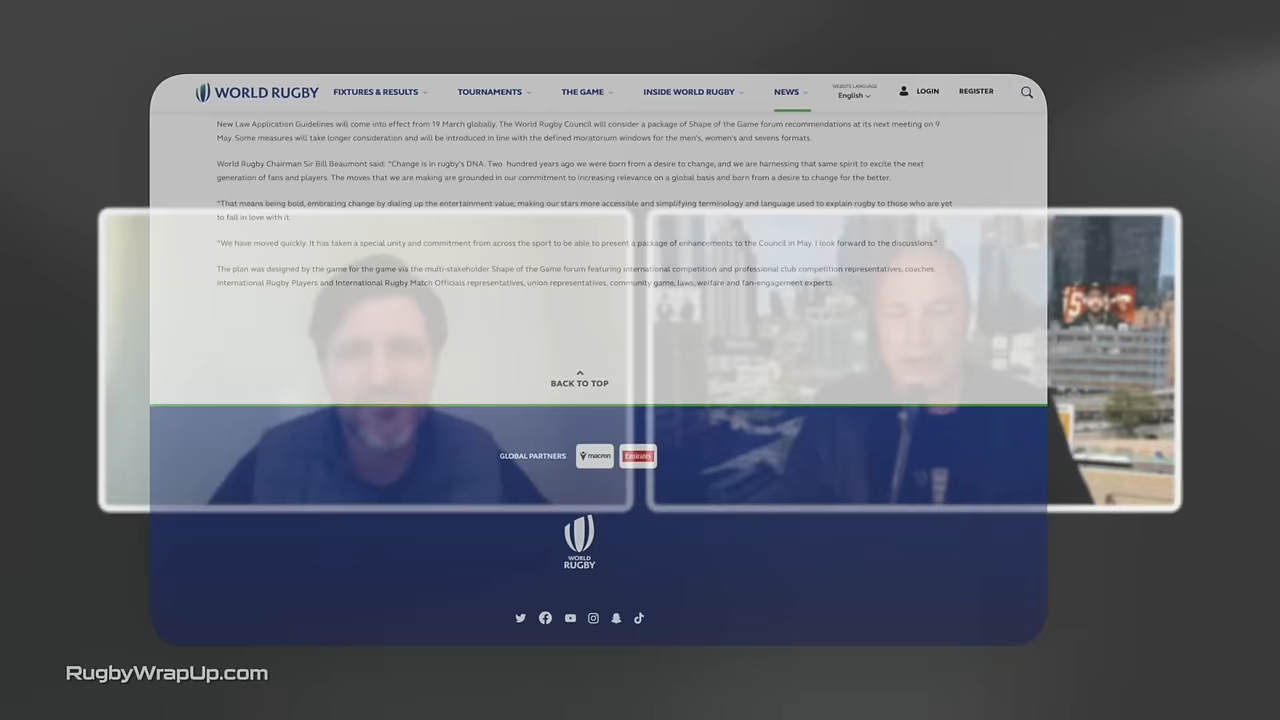 WORLD RUGBY FIXTURES & RESULTS TOURNAMENTS THE GAME INSIDE WORLD RUGBY NEWS WEBSITE LANGUAGE English LOGIN REGISTER
New Law Application Guidelines will come into effect from 19 March globally. The World Rugby Council will consider a package of Shape of the Game forum recommendations at its next meeting on 9
May. Some measures will take longer consideration and will be introduced in line with the defined moratorium windows for the men's, women's and sevens formats.
World Rugby Chairman Sir Bill Beaumont said: "Change is in rugby's DNA. Two hundred years ago we were born from a desire to change, and we are harnessing that same spirit to excite the next
generation of fans and players. The moves that we are making are grounded in our commitment to increasing relevance on a global basis and born from a desire to change for the better.
"That means being bold, embracing change by dialing up the entertainment value, making our stars more accessible and simplifying terminology and language used to explain rugby to those who are yet
to fall in love with it.
"We have moved quickly. It has taken a special unity and commitment from across the sport to be able to present a package of enhancements to the Council in May. I look forward to the discussions."
The plan was designed by the game for the game via the multi-stakeholder Shape of the Game forum featuring international competition and professional club competition representatives, coaches
International Rugby Players and International Rugby Match Officials representatives, union representatives, community game, laws, welfare and fan-engagement experts.
BACK TO TOP
GLOBAL PARTNERS macron Emirates
WORLD
RUGBY
RugbyWrapUp.com